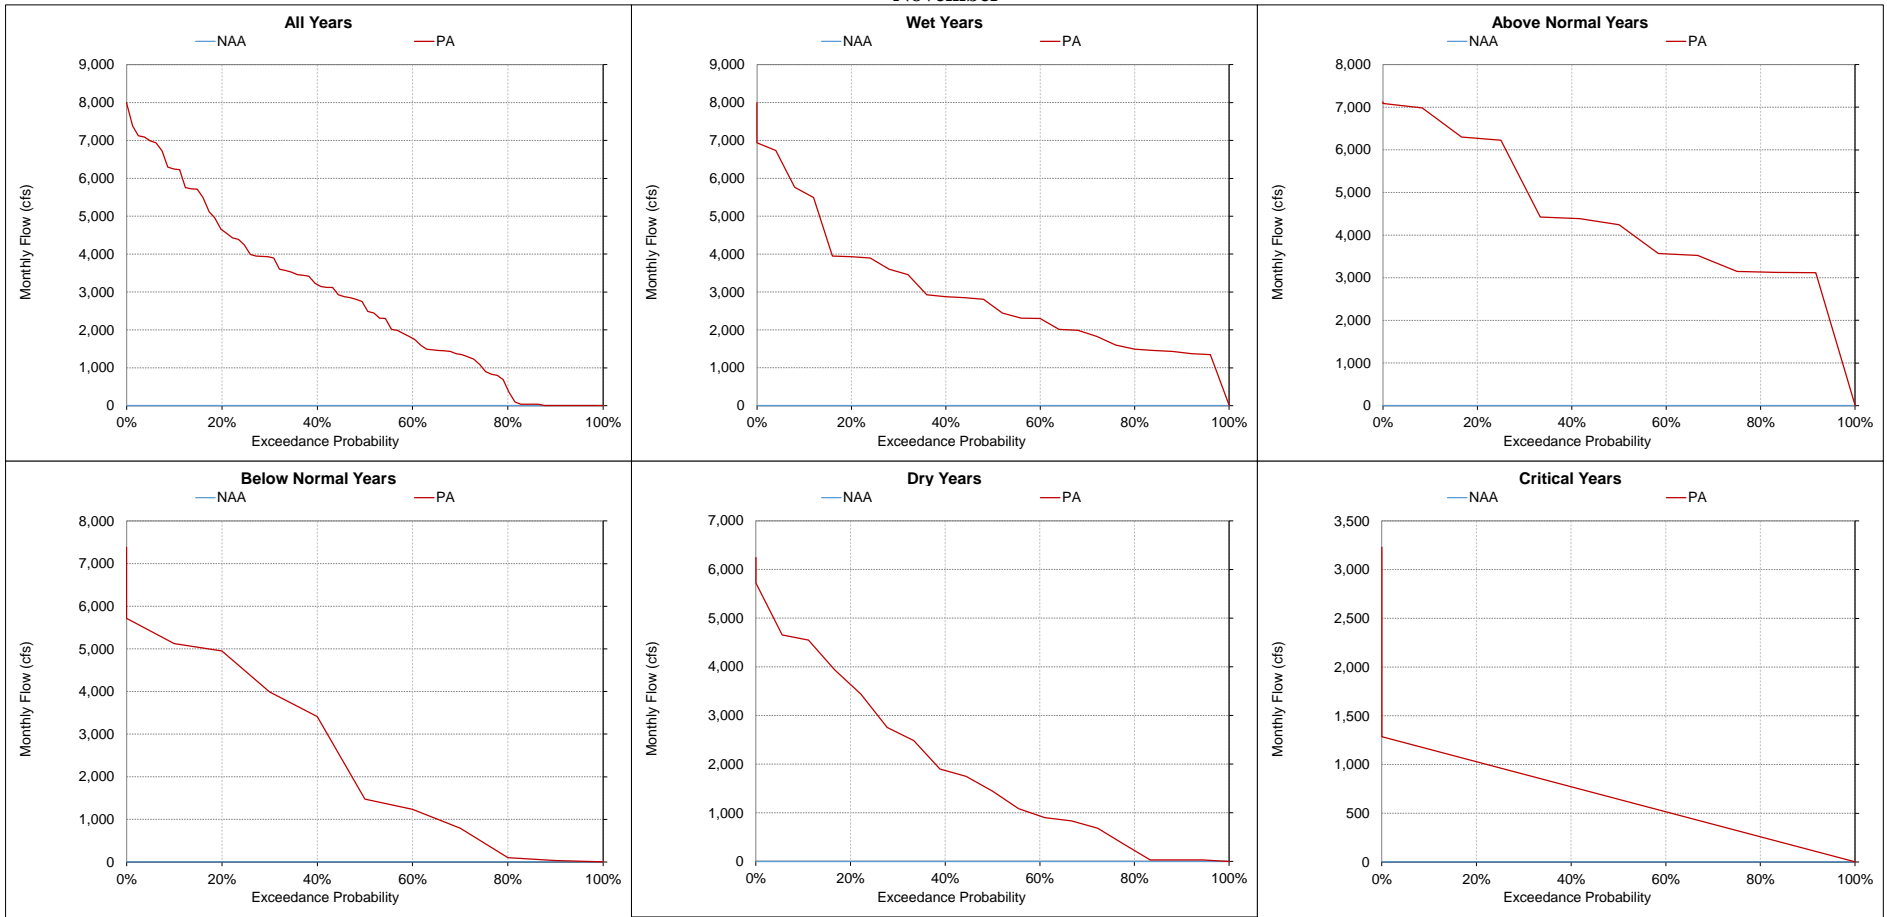 All Years
NAA PA
9,000
8,000
7,000
6,000
5,000
4,000
3,000
2,000
1,000
0
Monthly Flow (cfs)
0% 20% 40% 60% 80% 100%
Exceedance Probability
Wet Years
NAA PA
9,000
8,000
7,000
6,000
5,000
4,000
3,000
2,000
1,000
0
Monthly Flow (cfs)
0% 20% 40% 60% 80% 100%
Exceedance Probability
Above Normal Years
NAA PA
8,000
7,000
6,000
5,000
4,000
3,000
2,000
1,000
0
Monthly Flow (cfs)
0% 20% 40% 60% 80% 100%
Exceedance Probability
Below Normal Years
NAA PA
8,000
7,000
6,000
5,000
4,000
3,000
2,000
1,000
0
Monthly Flow (cfs)
0% 20% 40% 60% 80% 100%
Exceedance Probability
Dry Years
NAA PA
7,000
6,000
5,000
4,000
3,000
2,000
1,000
0
Monthly Flow (cfs)
0% 20% 40% 60% 80% 100%
Exceedance Probability
Critical Years
NAA PA
3,500
3,000
2,500
2,000
1,500
1,000
500
0
Monthly Flow (cfs)
0% 20% 40% 60% 80% 100%
Exceedance Probability